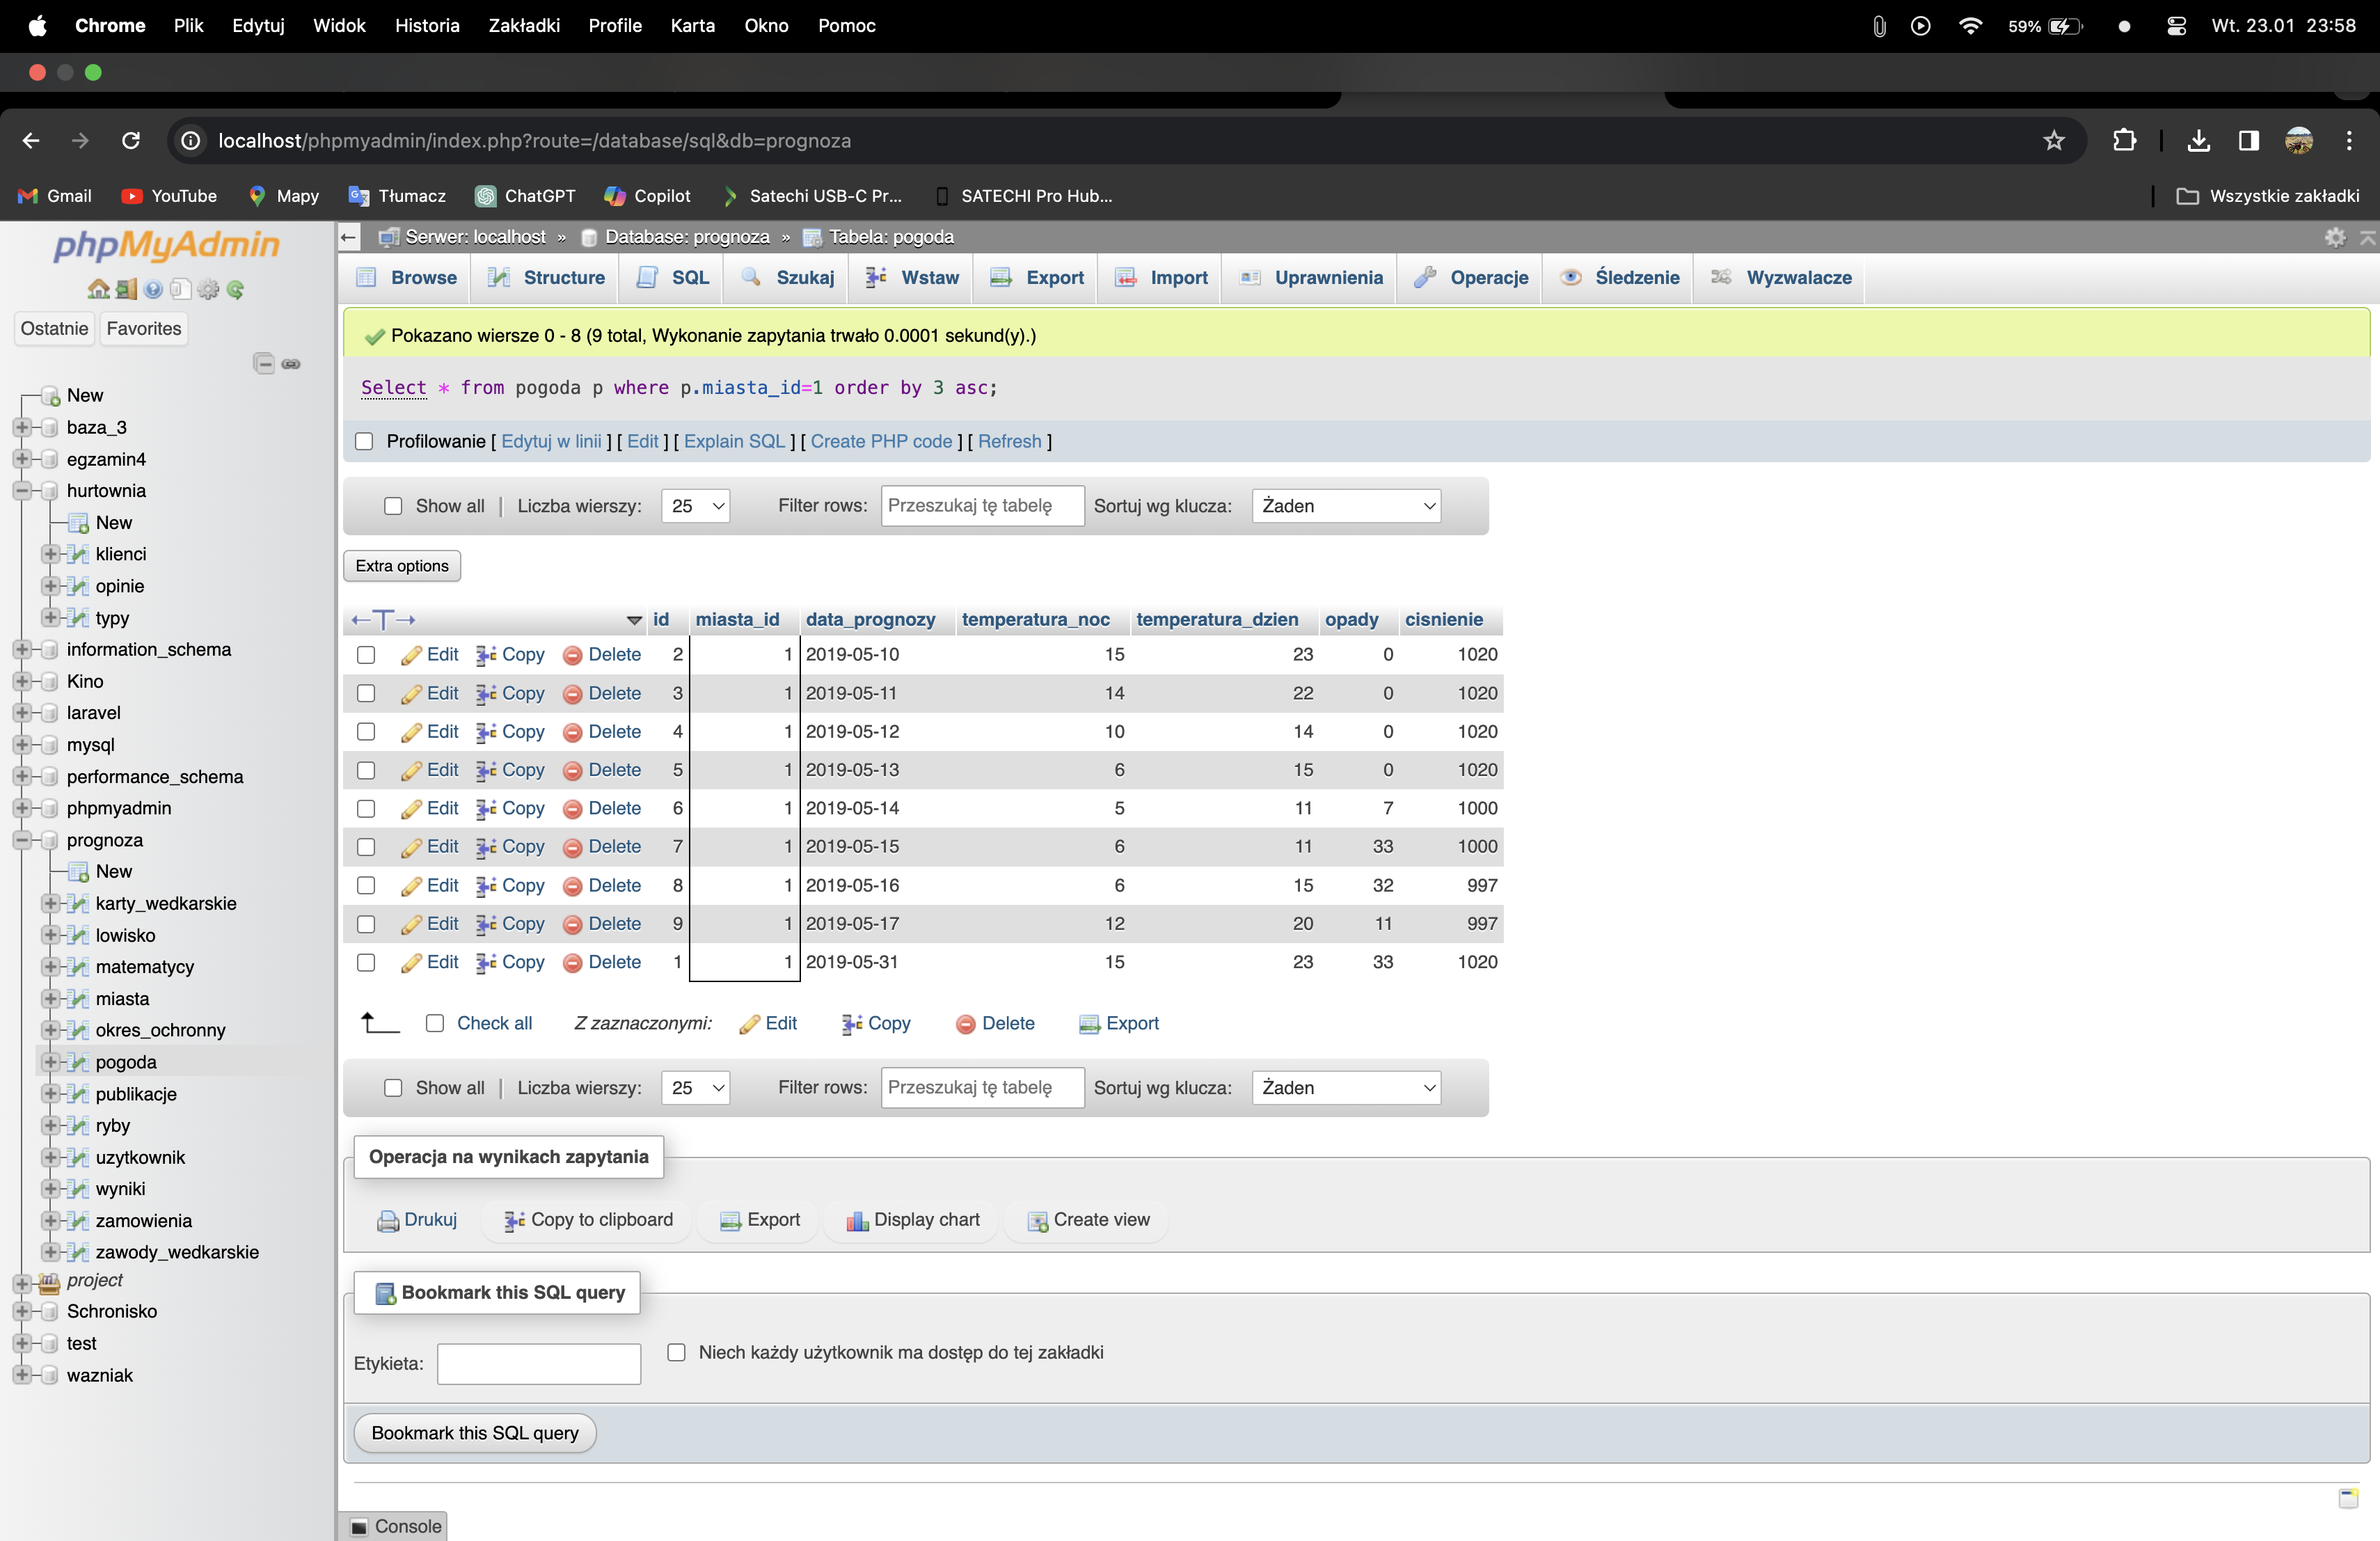 Chrome Plik Edytuj Widok Historia Zakładki Profile Karta Okno Pomoc 59% Wt. 23.01 23:58
localhost/phpmyadmin/index.php?route=/database/sql&db=prognoza
Gmail YouTube Mapy Tłumacz ChatGPT Copilot Satechi USB-C Pr... SATECHI Pro Hub... Wszystkie zakładki
phpMyAdmin
Ostatnie Favorites
New
baza_3
egzamin4
hurtownia
New
klienci
opinie
typy
information_schema
Kino
laravel
mysql
performance_schema
phpmyadmin
prognoza
New
karty_wedkarskie
lowisko
matematycy
miasta
okres_ochronny
pogoda
publikacje
ryby
uzytkownik
wyniki
zamowienia
zawody_wedkarskie
project
Schronisko
test
wazniak
Serwer: localhost » Database: prognoza » Tabela: pogoda
Browse Structure SQL Szukaj Wstaw Export Import Uprawnienia Operacje Śledzenie Wyzwalacze
Pokazano wiersze 0 - 8 (9 total, Wykonanie zapytania trwało 0.0001 sekund(y).)
Select * from pogoda p where p.miasta_id=1 order by 3 asc;
Profilowanie [ Edytuj w linii ] [ Edit ] [ Explain SQL ] [ Create PHP code ] [ Refresh ]
Show all | Liczba wierszy: 25 Filter rows: Przeszukaj tę tabelę Sortuj wg klucza: Żaden
Extra options
←T→ id miasta_id data_prognozy temperatura_noc temperatura_dzien opady cisnienie
Edit Copy Delete 2 1 2019-05-10 15 23 0 1020
Edit Copy Delete 3 1 2019-05-11 14 22 0 1020
Edit Copy Delete 4 1 2019-05-12 10 14 0 1020
Edit Copy Delete 5 1 2019-05-13 6 15 0 1020
Edit Copy Delete 6 1 2019-05-14 5 11 7 1000
Edit Copy Delete 7 1 2019-05-15 6 11 33 1000
Edit Copy Delete 8 1 2019-05-16 6 15 32 997
Edit Copy Delete 9 1 2019-05-17 12 20 11 997
Edit Copy Delete 1 1 2019-05-31 15 23 33 1020
Check all Z zaznaczonymi: Edit Copy Delete Export
Show all | Liczba wierszy: 25 Filter rows: Przeszukaj tę tabelę Sortuj wg klucza: Żaden
Operacja na wynikach zapytania
Drukuj Copy to clipboard Export Display chart Create view
Bookmark this SQL query
Etykieta: Niech każdy użytkownik ma dostęp do tej zakładki
Bookmark this SQL query
Console